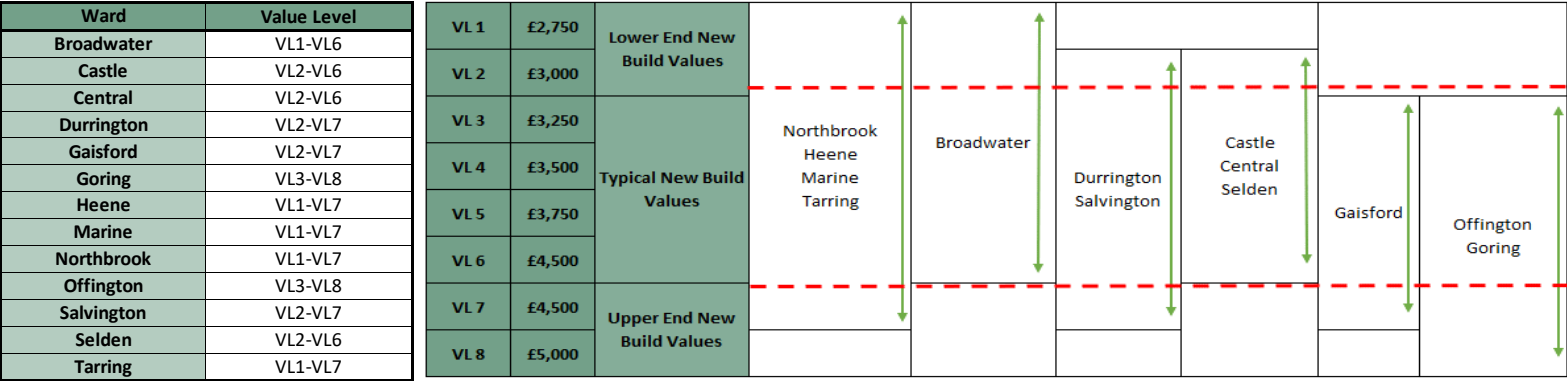 Ward Value Level
Broadwater VL1-VL6
Castle VL2-VL6
Central VL2-VL6
Durrington VL2-VL7
Gaisford VL2-VL7
Goring VL3-VL8
Heene VL1-VL7
Marine VL1-VL7
Northbrook VL1-VL7
Offington VL3-VL8
Salvington VL2-VL7
Selden VL2-VL6
Tarring VL1-VL7
VL 1 £2,750
VL 2 £3,000
VL 3 £3,250
VL 4 £3,500
VL 5 £3,750
VL 6 £4,500
VL 7 £4,500
VL 8 £5,000
Lower End New
Build Values
Typical New Build
Values
Upper End New
Build Values
Northbrook
Heene
Marine
Tarring
Broadwater
Durrington
Salvington
Castle
Central
Selden
Gaisford
Offington
Goring